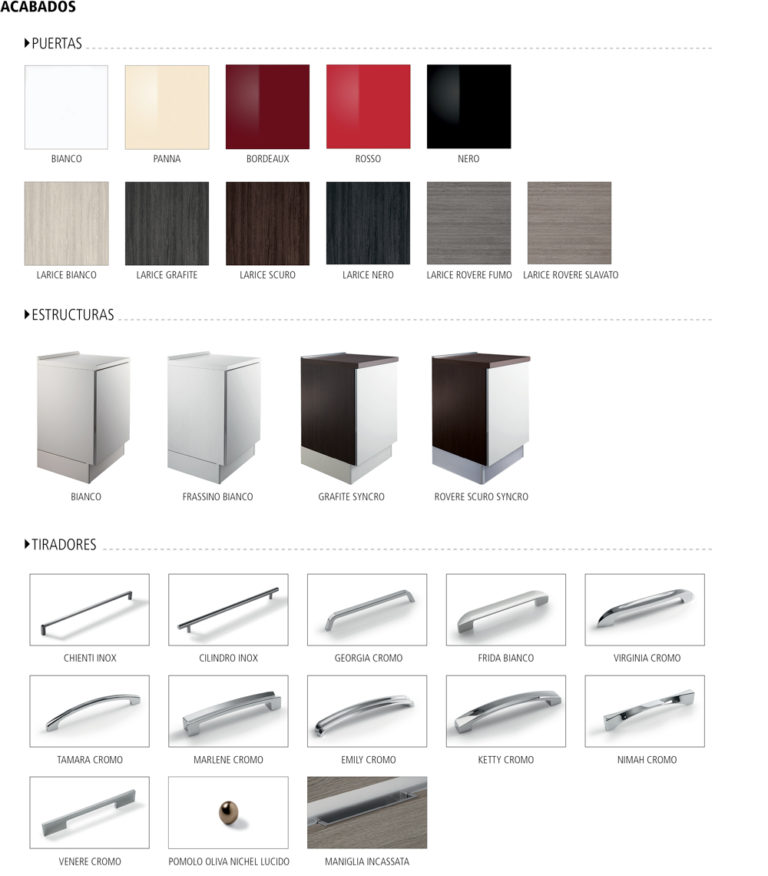 ACABADOS
PUERTAS
BIANCO PANNA BORDEAUX ROSSO NERO
LARICE BIANCO LARICE GRAFITE LARICE SCURO LARICE NERO LARICE ROVERE FUMO LARICE ROVERE SLAVATO
ESTRUCTURAS
BIANCO FRASSINO BIANCO GRAFITE SYNCRO ROVERE SCURO SYNCRO
TIRADORES
CHIENTI INOX CILINDRO INOX GEORGIA CROMO FRIDA BIANCO VIRGINIA CROMO
TAMARA CROMO MARLENE CROMO EMILY CROMO KETTY CROMO NIMAH CROMO
VENERE CROMO POMOLO OLIVA NICHEL LUCIDO MANIGLIA INCASSATA